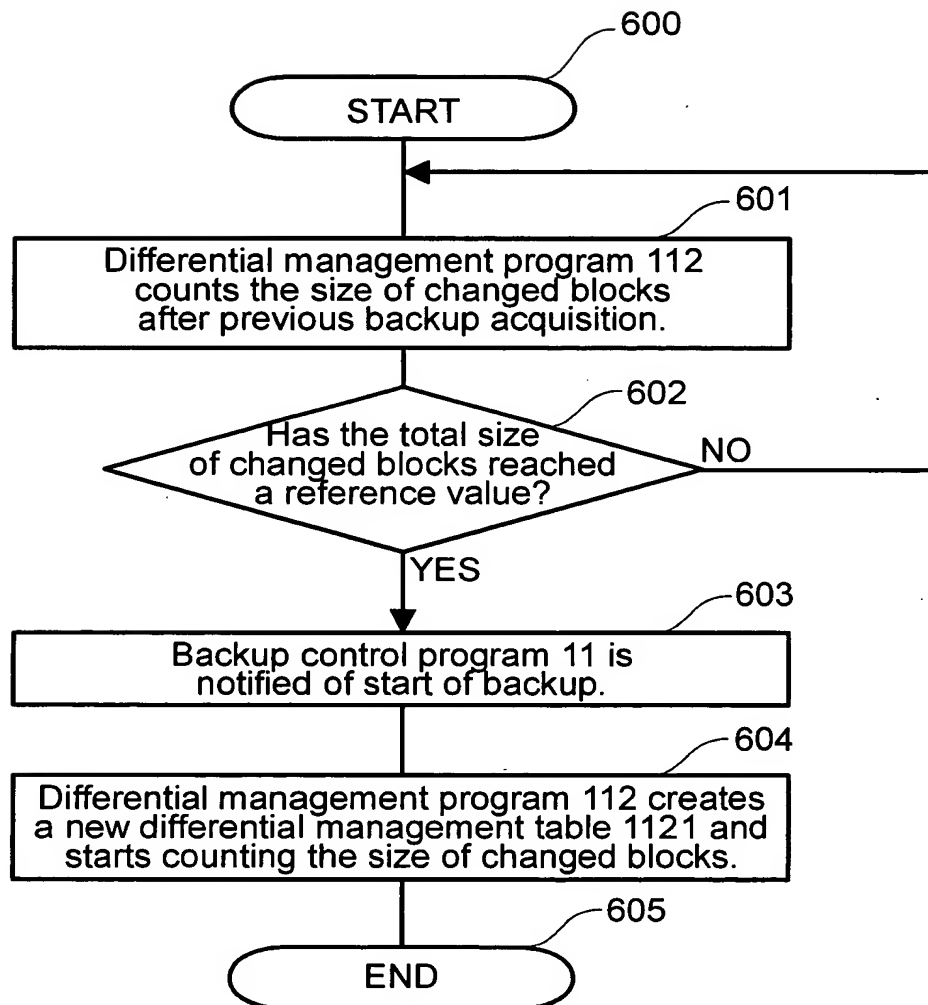 600
START
601
Differential management program 112
counts the size of changed blocks
after previous backup acquisition.
602
Has the total size
of changed blocks reached
a reference value?
NO
YES
603
Backup control program 11 is
notified of start of backup.
604
Differential management program 112 creates
a new differential management table 1121 and
starts counting the size of changed blocks.
605
END